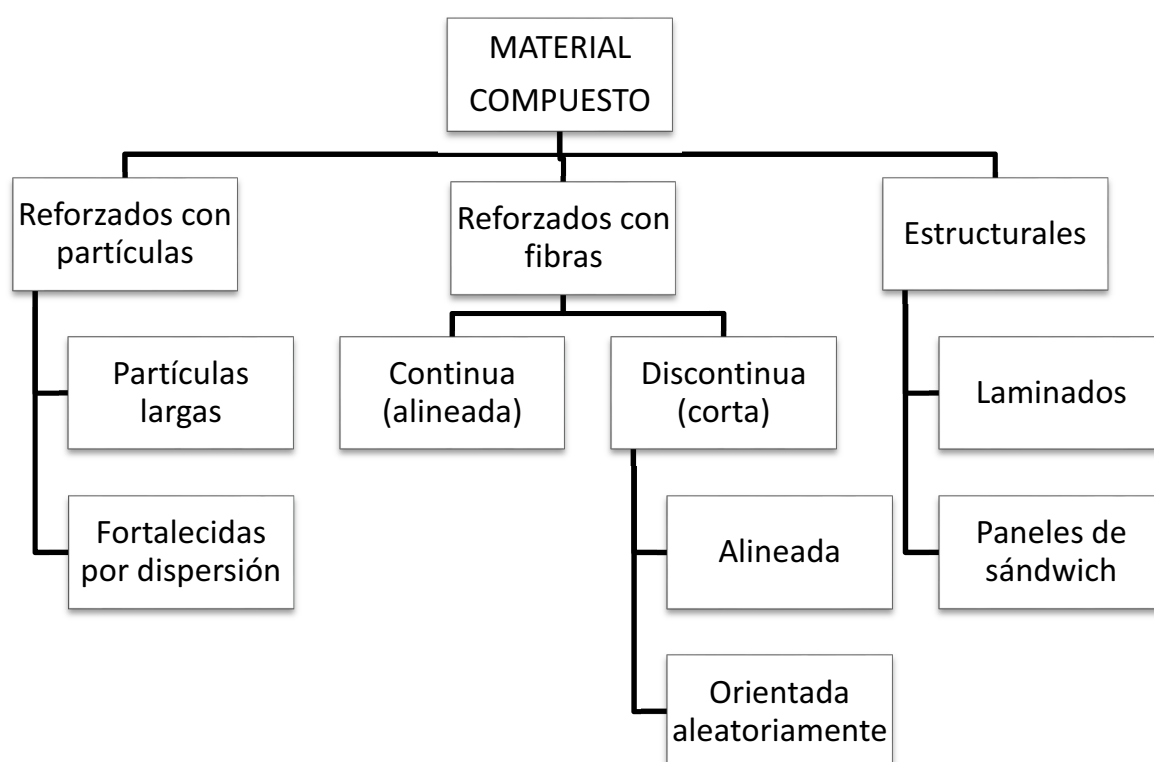 MATERIAL
COMPUESTO
Reforzados con
partículas
Reforzados con
fibras
Estructurales
Partículas
largas
Continua
(alineada)
Discontinua
(corta)
Laminados
Fortalecidas
por dispersión
Alineada
Paneles de
sándwich
Orientada
aleatoriamente